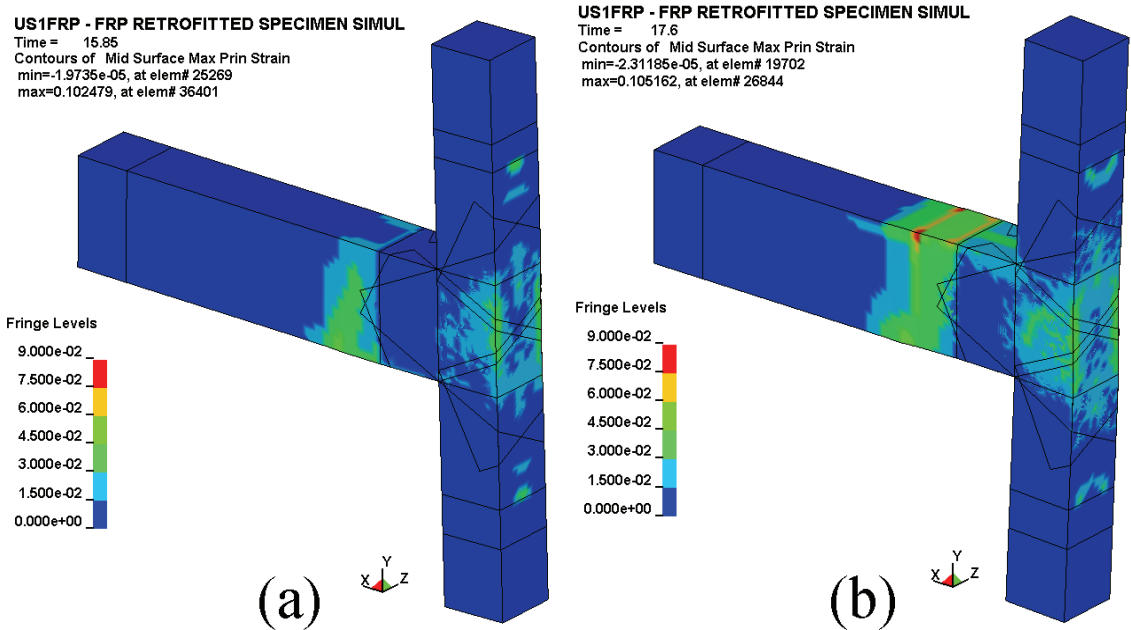 US1FRP - FRP RETROFITTED SPECIMEN SIMUL
Time = 15.85
Contours of Mid Surface Max Prin Strain
min=-1.9735e-05, at elem# 25269
max=0.102479, at elem# 36401
Fringe Levels
9.000e-02
7.500e-02
6.000e-02
4.500e-02
3.000e-02
1.500e-02
0.000e+00
X
Y
Z
(a)
US1FRP - FRP RETROFITTED SPECIMEN SIMUL
Time = 17.6
Contours of Mid Surface Max Prin Strain
min=-2.31185e-05, at elem# 19702
max=0.105162, at elem# 26844
Fringe Levels
9.000e-02
7.500e-02
6.000e-02
4.500e-02
3.000e-02
1.500e-02
0.000e+00
X
Y
Z
(b)